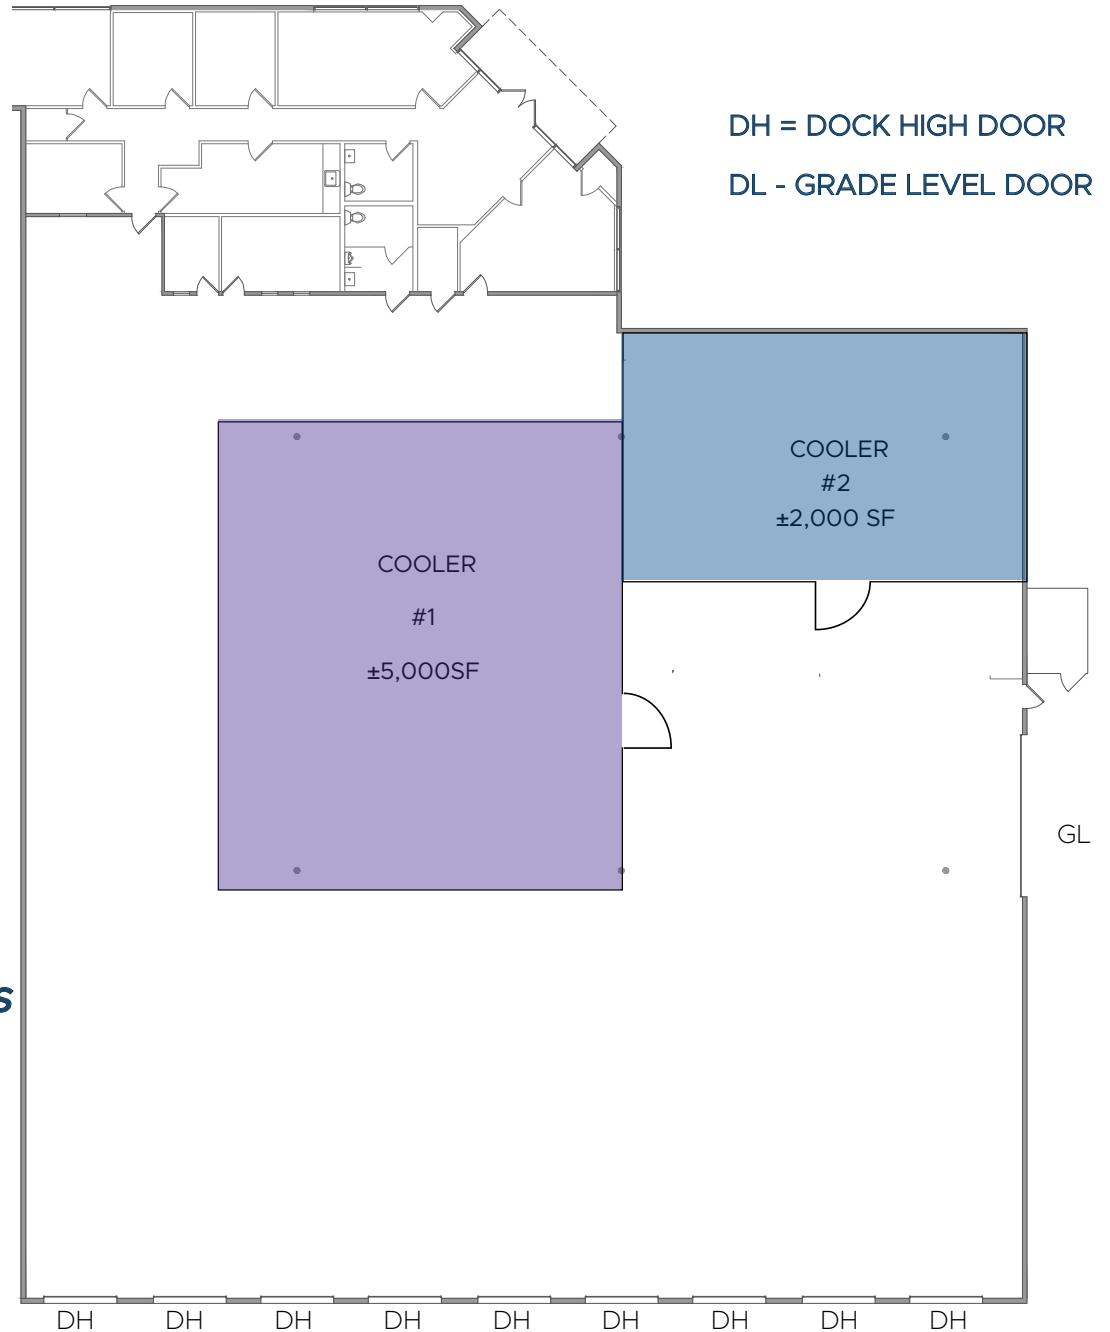 DH = DOCK HIGH DOOR
DL - GRADE LEVEL DOOR
COOLER
#2
±2,000 SF
COOLER
#1
±5,000SF
GL
S
DH DH DH DH DH DH DH DH DH